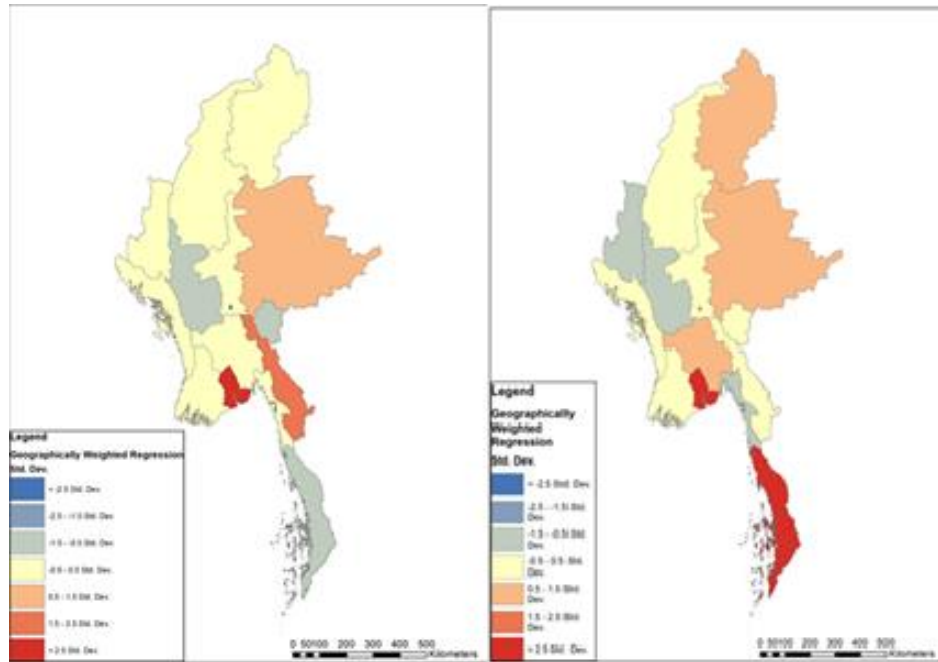 Legend
Geographically Weighted Regression
Std. Dev.
< -2.5 Std. Dev.
-2.5 - -1.5 Std. Dev.
-1.5 - -0.5 Std. Dev.
-0.5 - 0.5 Std. Dev.
0.5 - 1.5 Std. Dev.
1.5 - 2.5 Std. Dev.
> 2.5 Std. Dev.
0 50 100 200 300 400 500
Kilometers
Legend
Geographically
Weighted
Regression
Std. Dev.
< -2.5 Std. Dev.
-2.5 - -1.5 Std.
Dev.
-1.5 - -0.5 Std.
Dev.
-0.5 - 0.5 Std.
Dev.
0.5 - 1.5 Std.
Dev.
1.5 - 2.5 Std.
Dev.
> 2.5 Std. Dev.
0 50 100 200 300 400 500
Kilometers